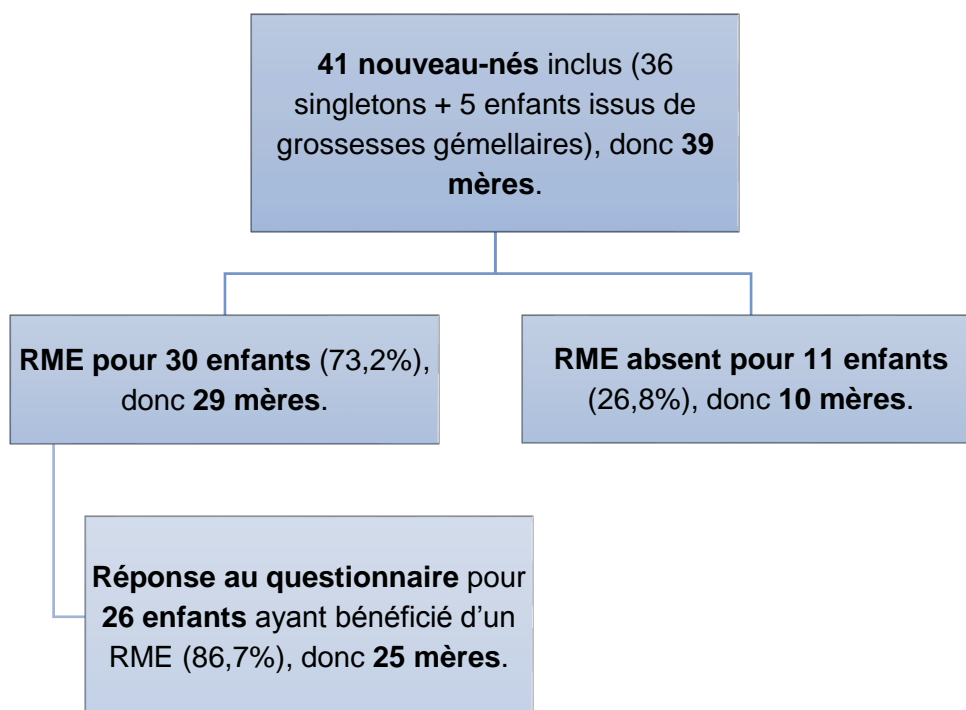 41 nouveau-nés inclus (36
singletons + 5 enfants issus de
grossesses gémellaires), donc 39
mères.
RME pour 30 enfants (73,2%),
donc 29 mères.
RME absent pour 11 enfants
(26,8%), donc 10 mères.
Réponse au questionnaire pour
26 enfants ayant bénéficié d’un
RME (86,7%), donc 25 mères.